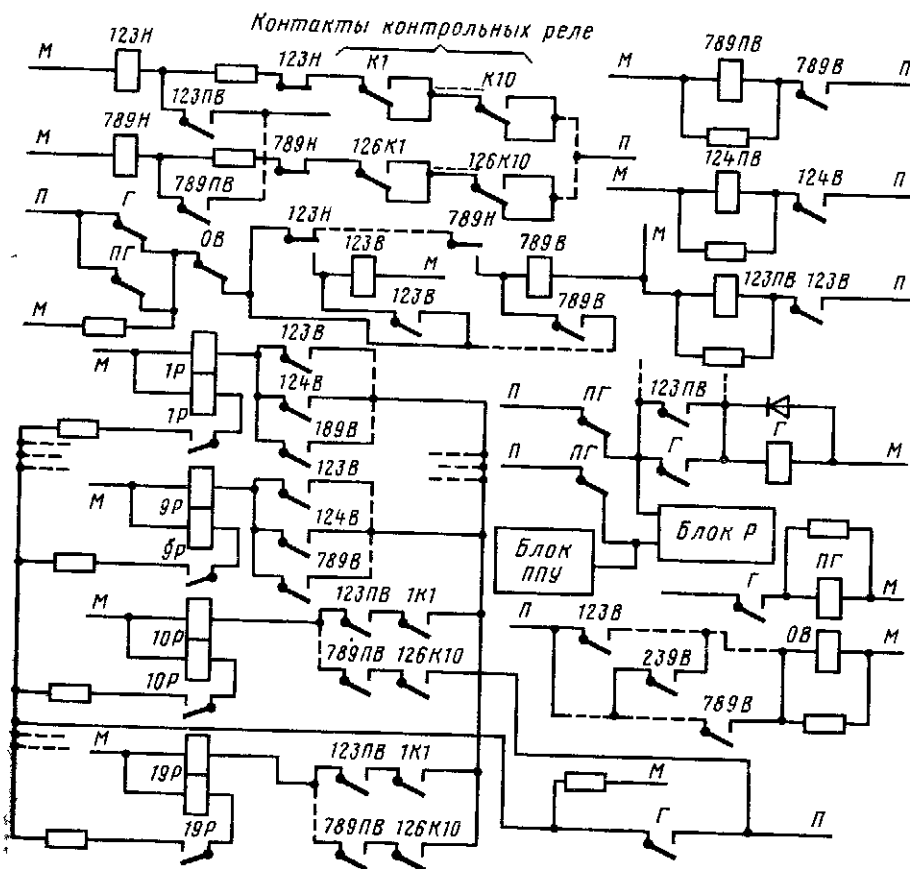 Контакты контрольных реле
М 123Н 123Н К1 К10
М 789ПВ 789В П
123ПВ
789Н
М 789Н 126К1 126К10 П
124ПВ
789ПВ
М 124В П
П Г ОВ 123Н 789Н М
123В М 789В
123ПВ 123В П
ПГ
123В 789В
М
М 1Р 123В
124В
1Р 189В
П ПГ 123ПВ
Г Г М
П ПГ
М 9Р 123В
124В
9Р 789В
Блок ППУ
Блок Р
Г ПГ М
М 10Р 123ПВ 1К1
789ПВ 126К10
10Р
П 123В ОВ М
239В
789В
М 19Р 123ПВ 1К1
789ПВ 126К10
19Р
М
Г П